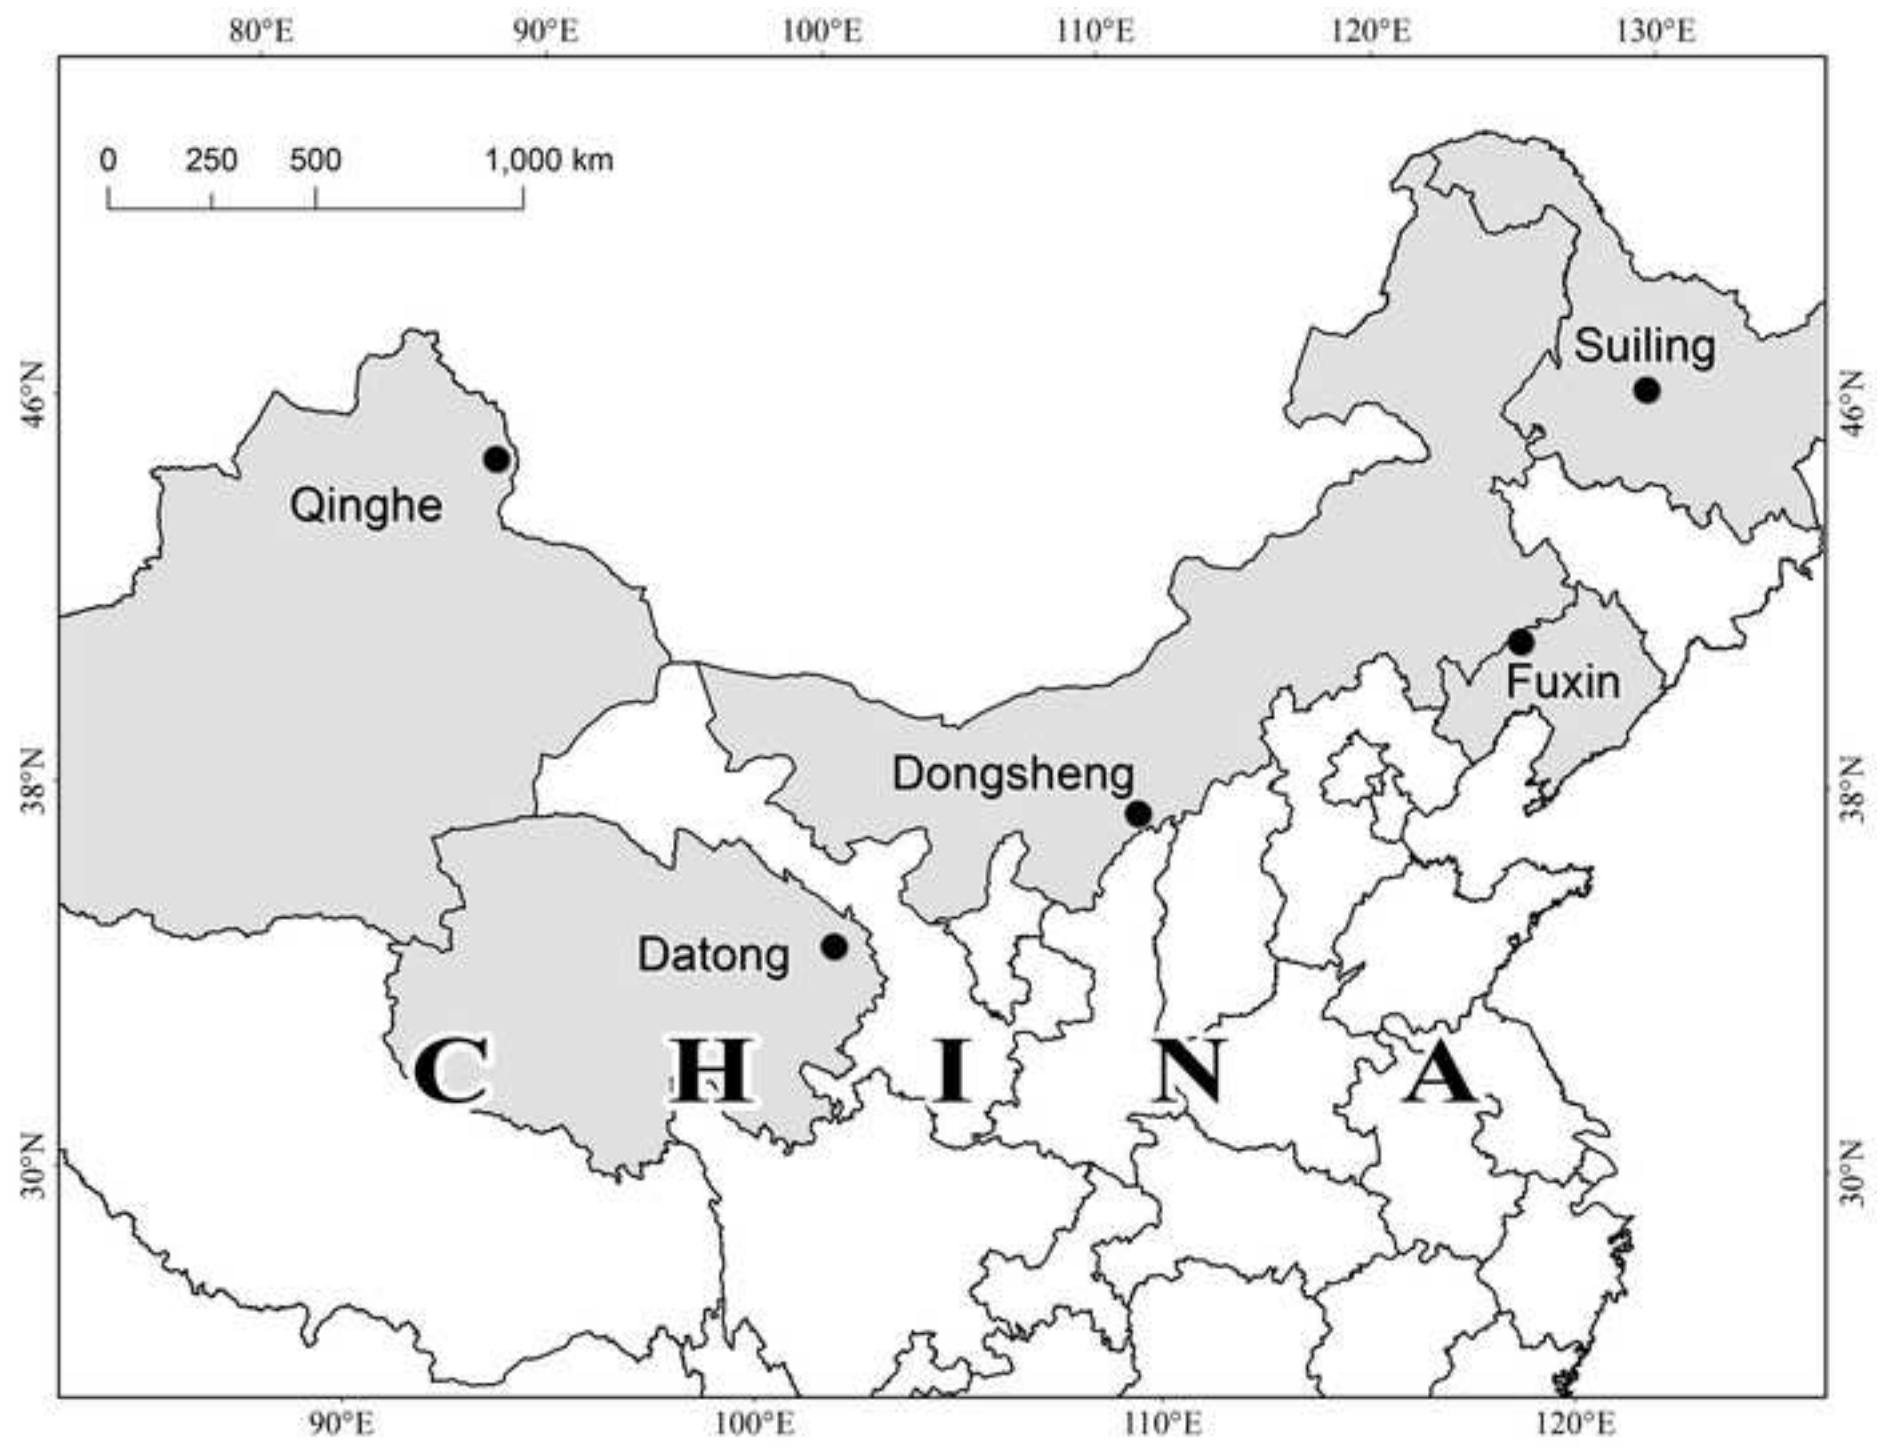 80°E 90°E 100°E 110°E 120°E 130°E
0 250 500 1,000 km
Suiling
46°N 46°N
Qinghe
Fuxin
Dongsheng
38°N 38°N
Datong
C H I N A
30°N 30°N
90°E 100°E 110°E 120°E